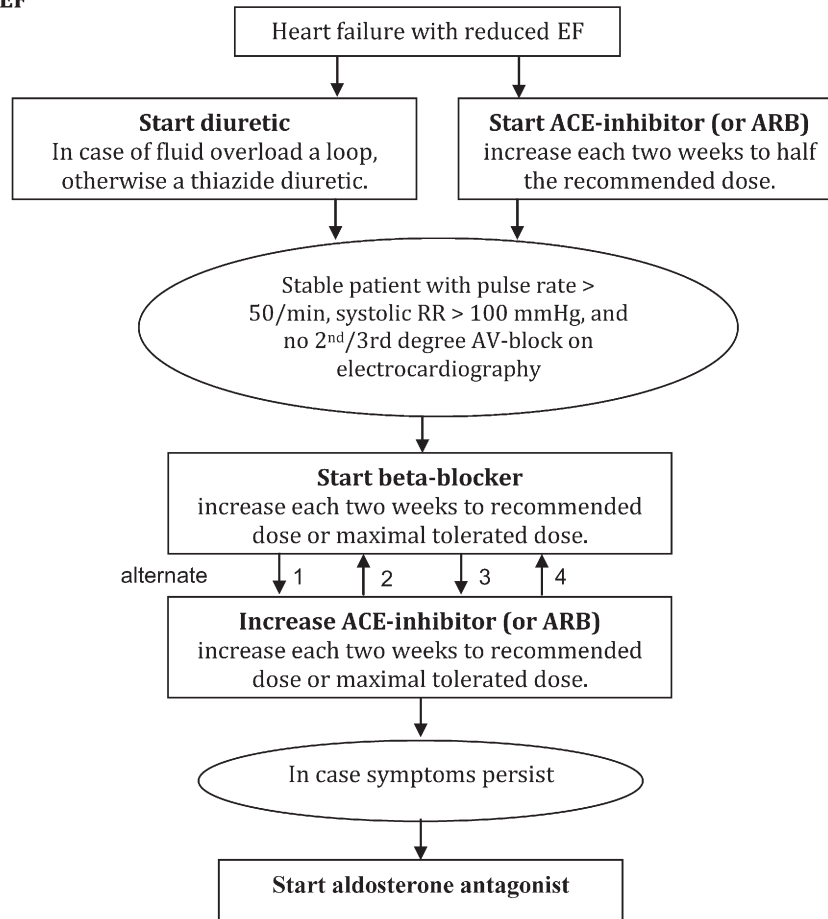 EF
Heart failure with reduced EF
Start diuretic
In case of fluid overload a loop,
otherwise a thiazide diuretic.
Start ACE-inhibitor (or ARB)
increase each two weeks to half
the recommended dose.
Stable patient with pulse rate >
50/min, systolic RR > 100 mmHg, and
no 2nd/3rd degree AV-block on
electrocardiography
Start beta-blocker
increase each two weeks to recommended
dose or maximal tolerated dose.
alternate 1 2 3 4
Increase ACE-inhibitor (or ARB)
increase each two weeks to recommended
dose or maximal tolerated dose.
In case symptoms persist
Start aldosterone antagonist